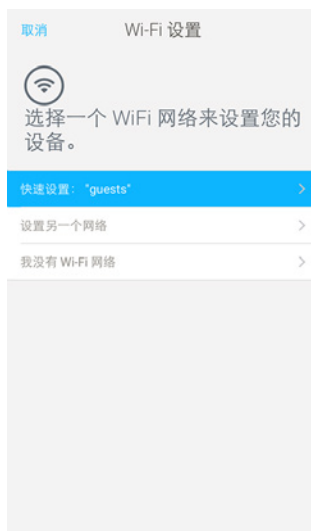 取消 Wi-Fi 设置
选择一个 WiFi 网络来设置您的
设备。
快速设置： "guests"
设置另一个网络
我没有 Wi-Fi 网络